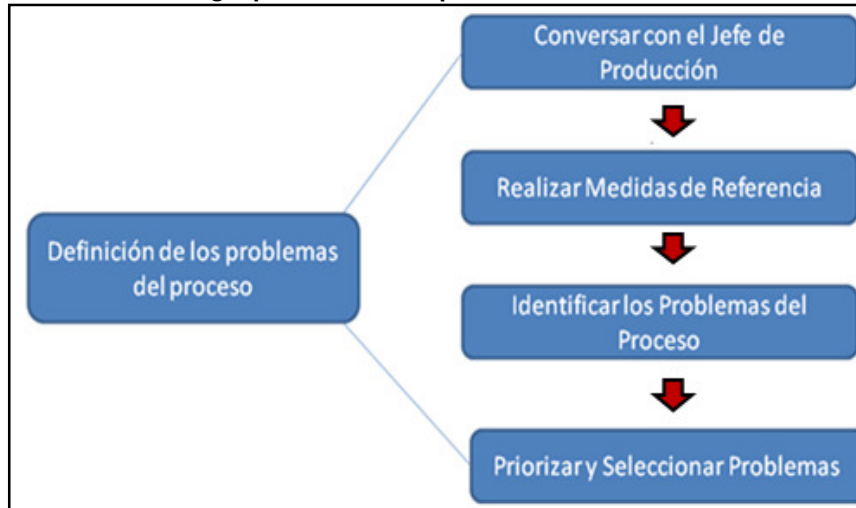 Conversar con el Jefe de
Producción
Realizar Medidas de Referencia
Definición de los problemas
del proceso
Identificar los Problemas del
Proceso
Priorizar y Seleccionar Problemas